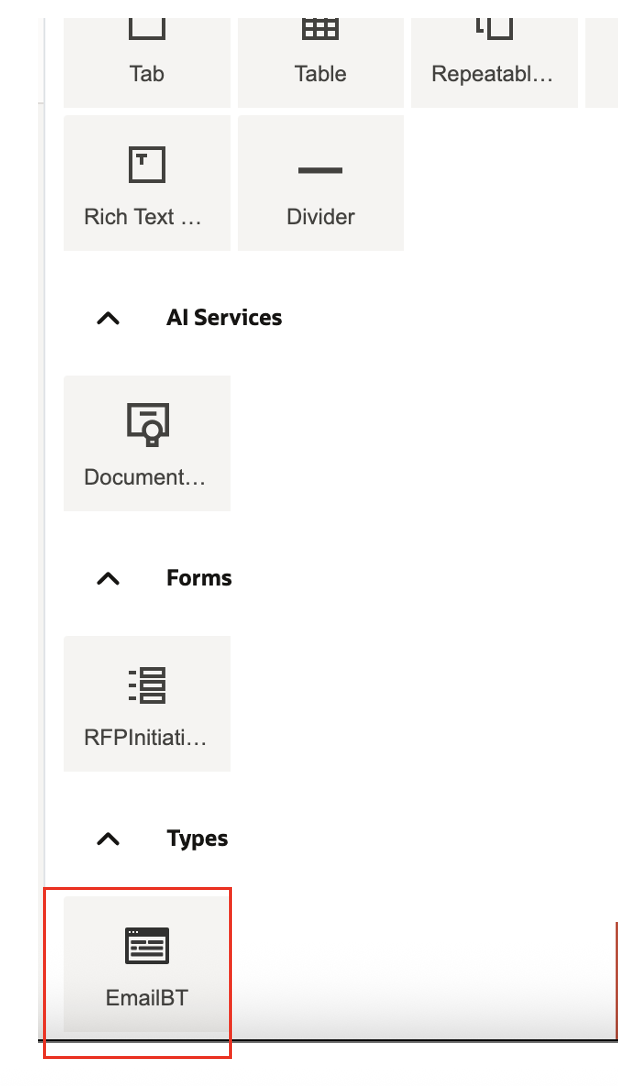 Tab
Table
Repeatabl...
Rich Text ...
Divider
AI Services
Document...
Forms
RFPInitiati...
Types
EmailBT